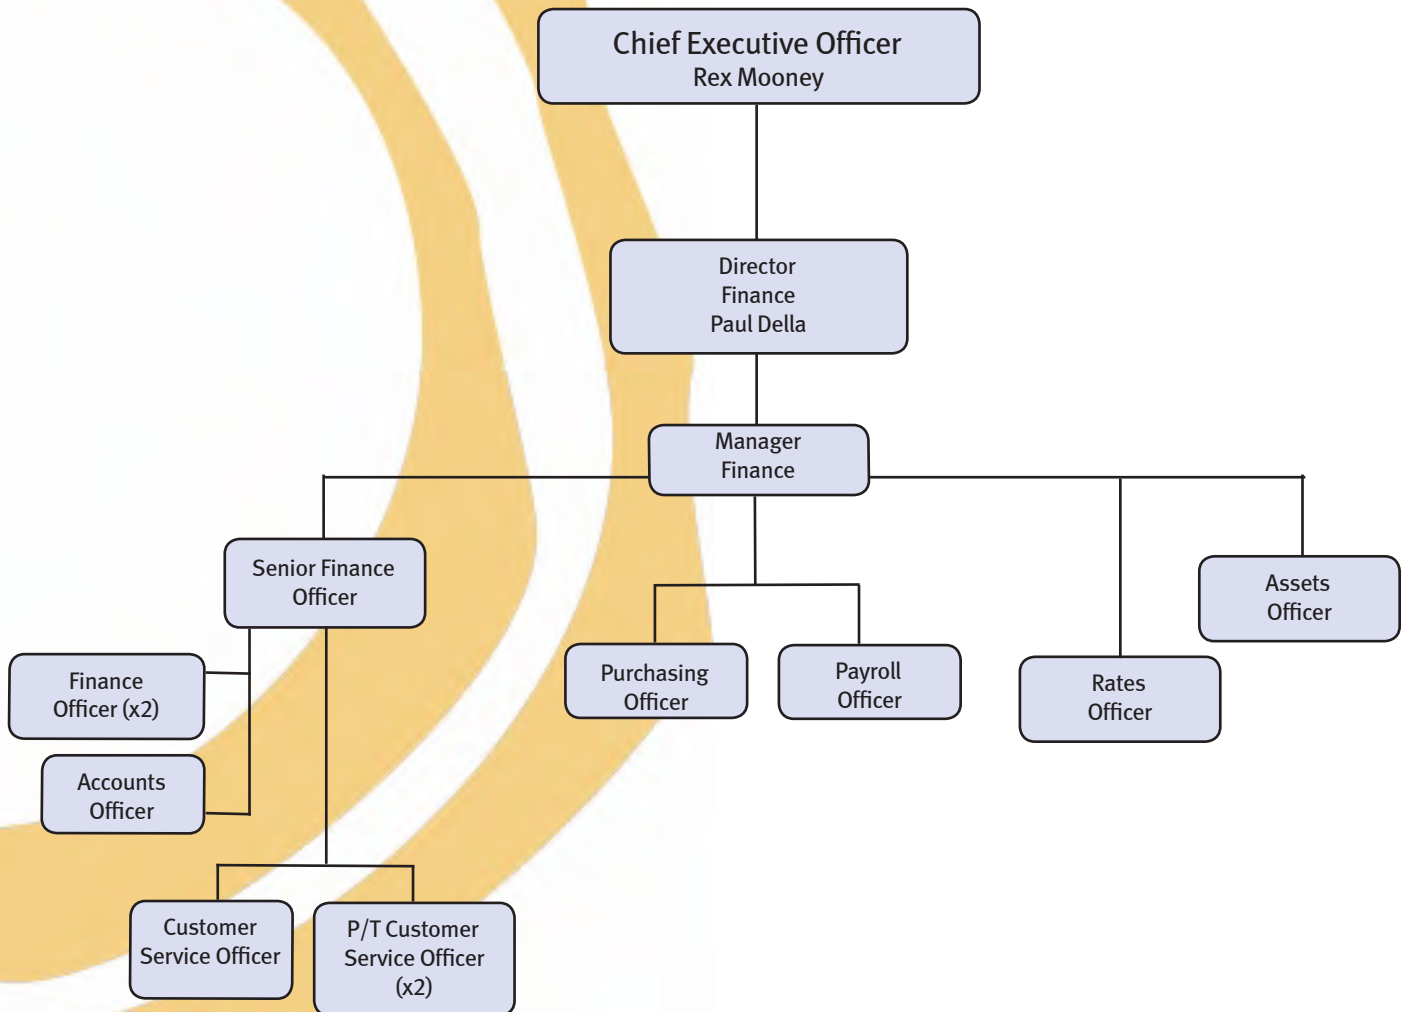 Chief Executive Officer
Rex Mooney
Director
Finance
Paul Della
Manager
Finance
Senior Finance
Officer
Assets
Officer
Purchasing
Officer
Payroll
Officer
Rates
Officer
Finance
Officer (x2)
Accounts
Officer
Customer
Service Officer
P/T Customer
Service Officer
(x2)